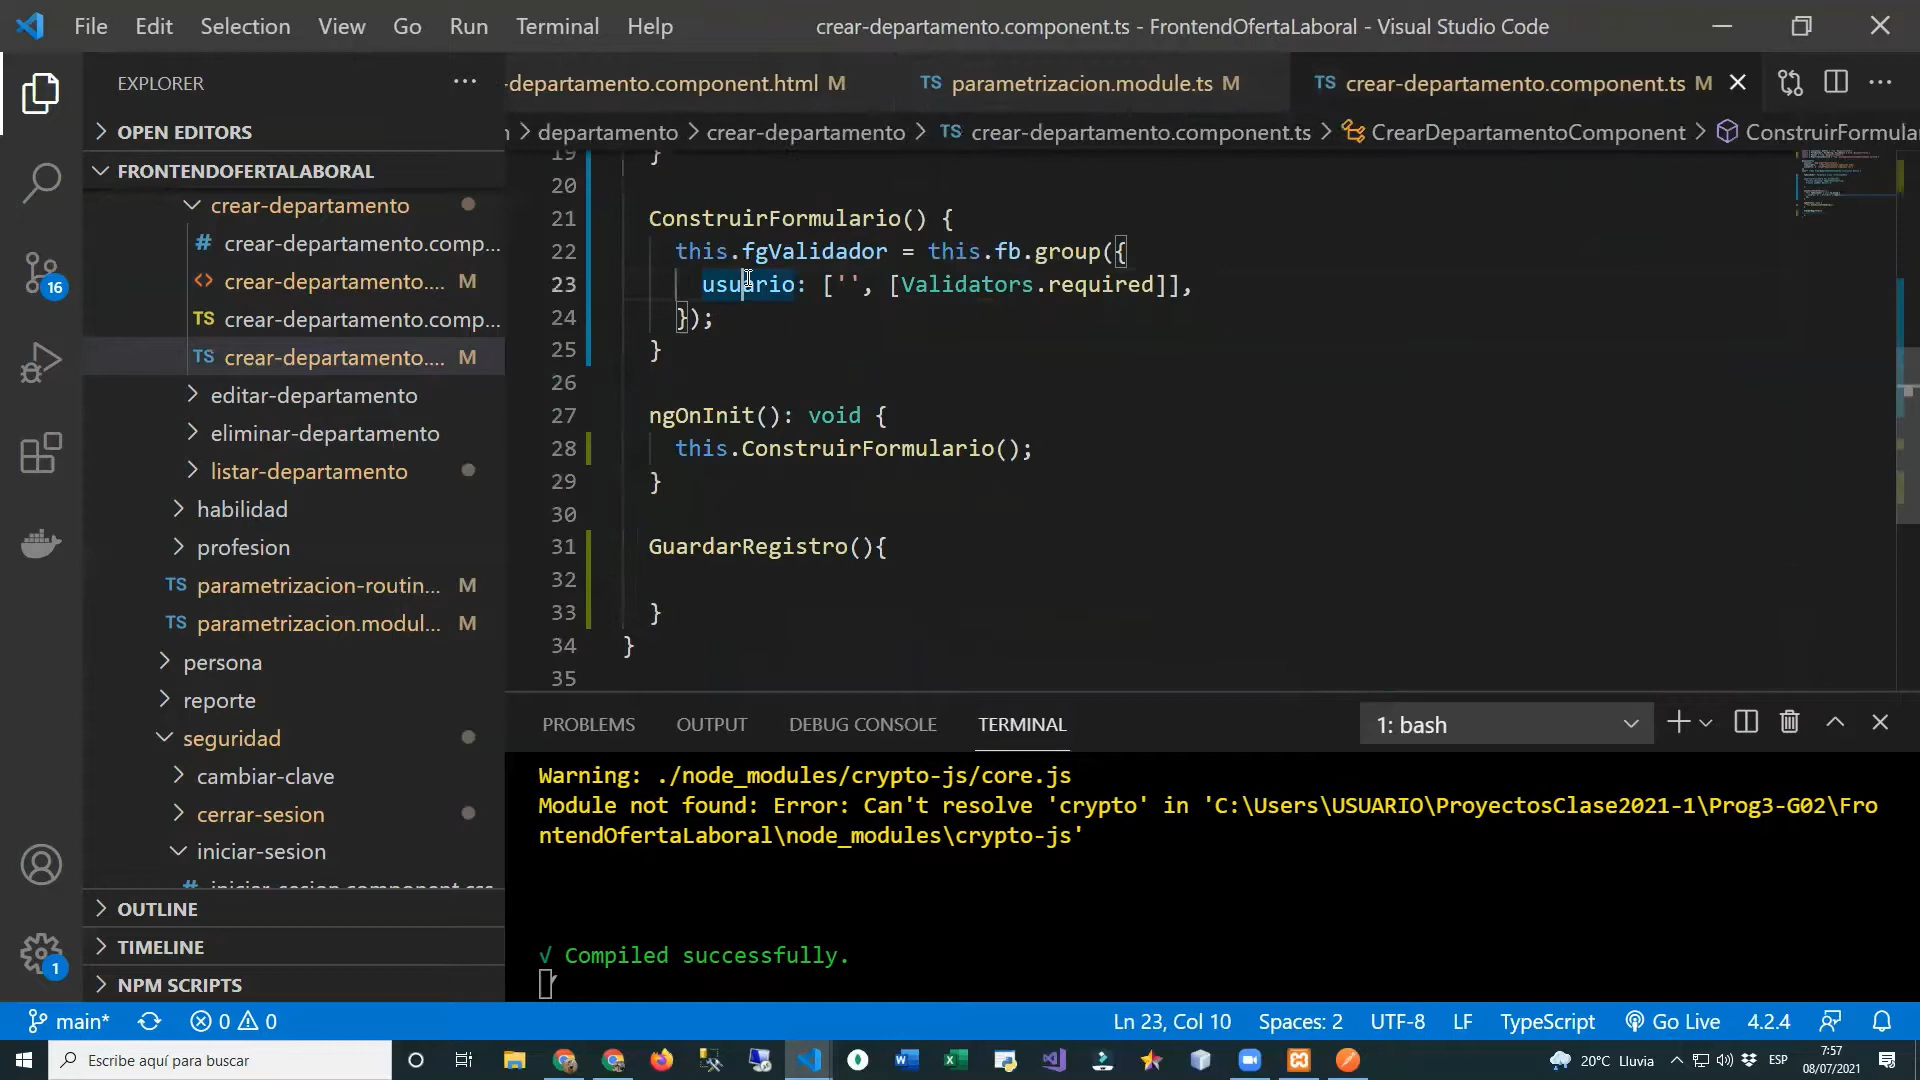 File Edit Selection View Go Run Terminal Help crear-departamento.component.ts - FrontendOfertaLaboral - Visual Studio Code
EXPLORER ...
-departamento.component.html M TS parametrizacion.module.ts M TS crear-departamento.component.ts M
OPEN EDITORS
departamento > crear-departamento > TS crear-departamento.component.ts > CrearDepartamentoComponent > ConstruirFormular
FRONTENDOFERTALABORAL
crear-departamento
# crear-departamento.comp...
<> crear-departamento.... M
TS crear-departamento.comp...
TS crear-departamento.... M
editar-departamento
eliminar-departamento
listar-departamento
habilidad
profesion
TS parametrizacion-routin... M
TS parametrizacion.modul... M
persona
reporte
seguridad
cambiar-clave
cerrar-sesion
iniciar-sesion
# iniciar-sesion.component.css
OUTLINE
TIMELINE
NPM SCRIPTS
19 }
20
21 ConstruirFormulario() {
22 this.fgValidador = this.fb.group({
23 usuario: ['', [Validators.required]],
24 });
25 }
26
27 ngOnInit(): void {
28 this.ConstruirFormulario();
29 }
30
31 GuardarRegistro(){
32
33 }
34 }
35
PROBLEMS OUTPUT DEBUG CONSOLE TERMINAL 1: bash
Warning: ./node_modules/crypto-js/core.js
Module not found: Error: Can't resolve 'crypto' in 'C:\Users\USUARIO\ProyectosClase2021-1\Prog3-G02\Fro
ntendOfertaLaboral\node_modules\crypto-js'
√ Compiled successfully.
16
1
main* 0 0 Ln 23, Col 10 Spaces: 2 UTF-8 LF TypeScript Go Live 4.2.4
Escribe aquí para buscar 20°C Lluvia ESP 7:57
08/07/2021